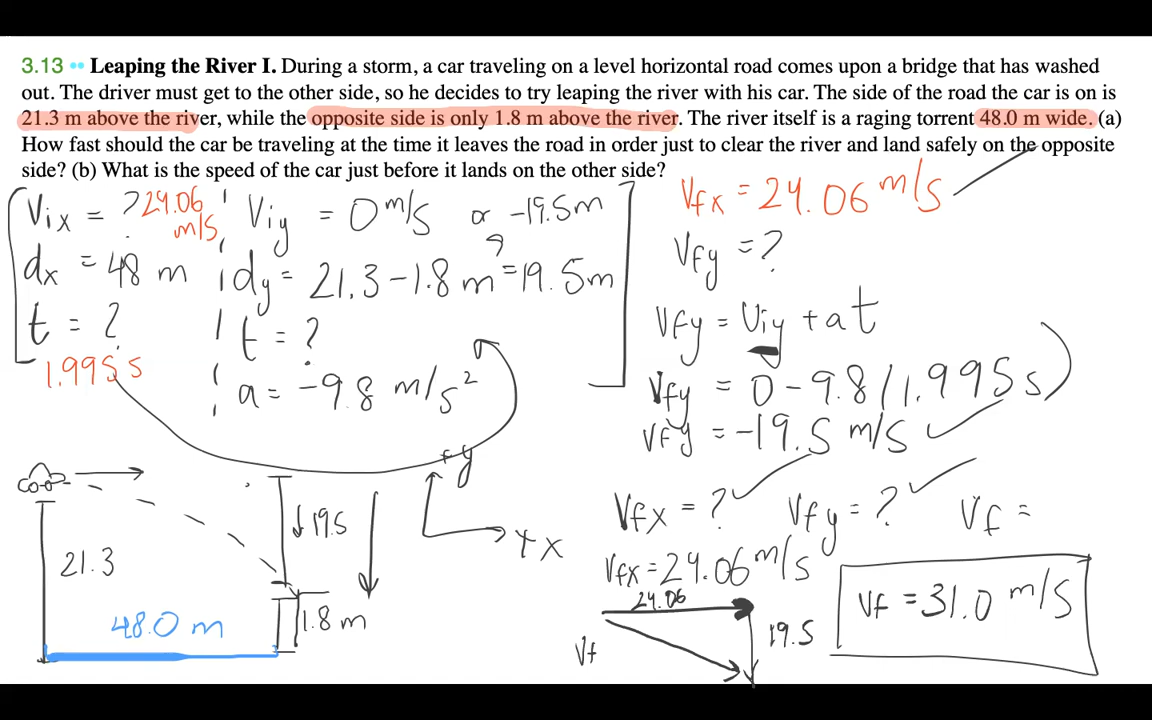 3.13 •• Leaping the River I. During a storm, a car traveling on a level horizontal road comes upon a bridge that has washed
out. The driver must get to the other side, so he decides to try leaping the river with his car. The side of the road the car is on is
21.3 m above the river, while the opposite side is only 1.8 m above the river. The river itself is a raging torrent 48.0 m wide. (a)
How fast should the car be traveling at the time it leaves the road in order just to clear the river and land safely on the opposite
side? (b) What is the speed of the car just before it lands on the other side?
Vix = ? 24.06 m/s
dx = 48 m
t = ?
1.995 s
Viy = 0 m/s or -19.5m
dy = 21.3 - 1.8 m = 19.5m
t = ?
a = -9.8 m/s²
Vfx = 24.06 m/s
Vfy = ?
Vfy = Viy + at
Vfy = 0 - 9.8(1.995s)
Vfy = -19.5 m/s
+y
+x
21.3
19.5
1.8 m
48.0 m
Vfx = ? Vfy = ? Vf =
Vfx = 24.06 m/s
24.06
19.5
Vf
Vf = 31.0 m/s